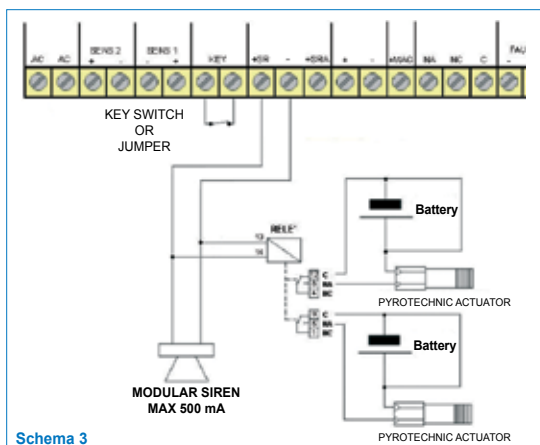 AC AC SENS 2 SENS 1 KEY +SR - +SRA + - +MAC NA NC C FAU
+ - - + -
KEY SWITCH
OR
JUMPER
Battery
RELE'
13
14
C
NA
NC
PYROTECHNIC ACTUATOR
C
NA
NC
Battery
MODULAR SIREN
MAX 500 mA
Schema 3
PYROTECHNIC ACTUATOR